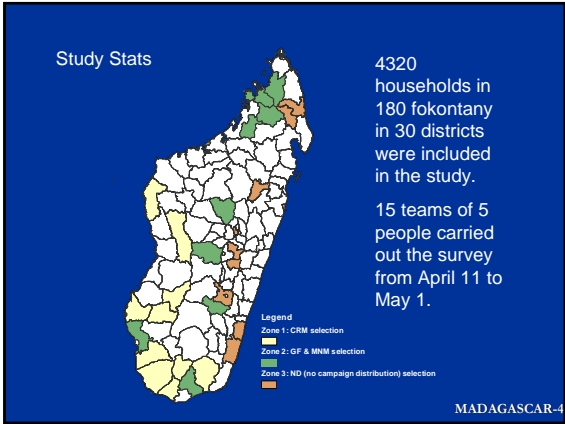 Study Stats
4320
households in
180 fokontany
in 30 districts
were included
in the study.
15 teams of 5
people carried
out the survey
from April 11 to
May 1.
Legend
Zone 1: CRM selection
Zone 2: GF & MNM selection
Zone 3: ND (no campaign distribution) selection
MADAGASCAR-4